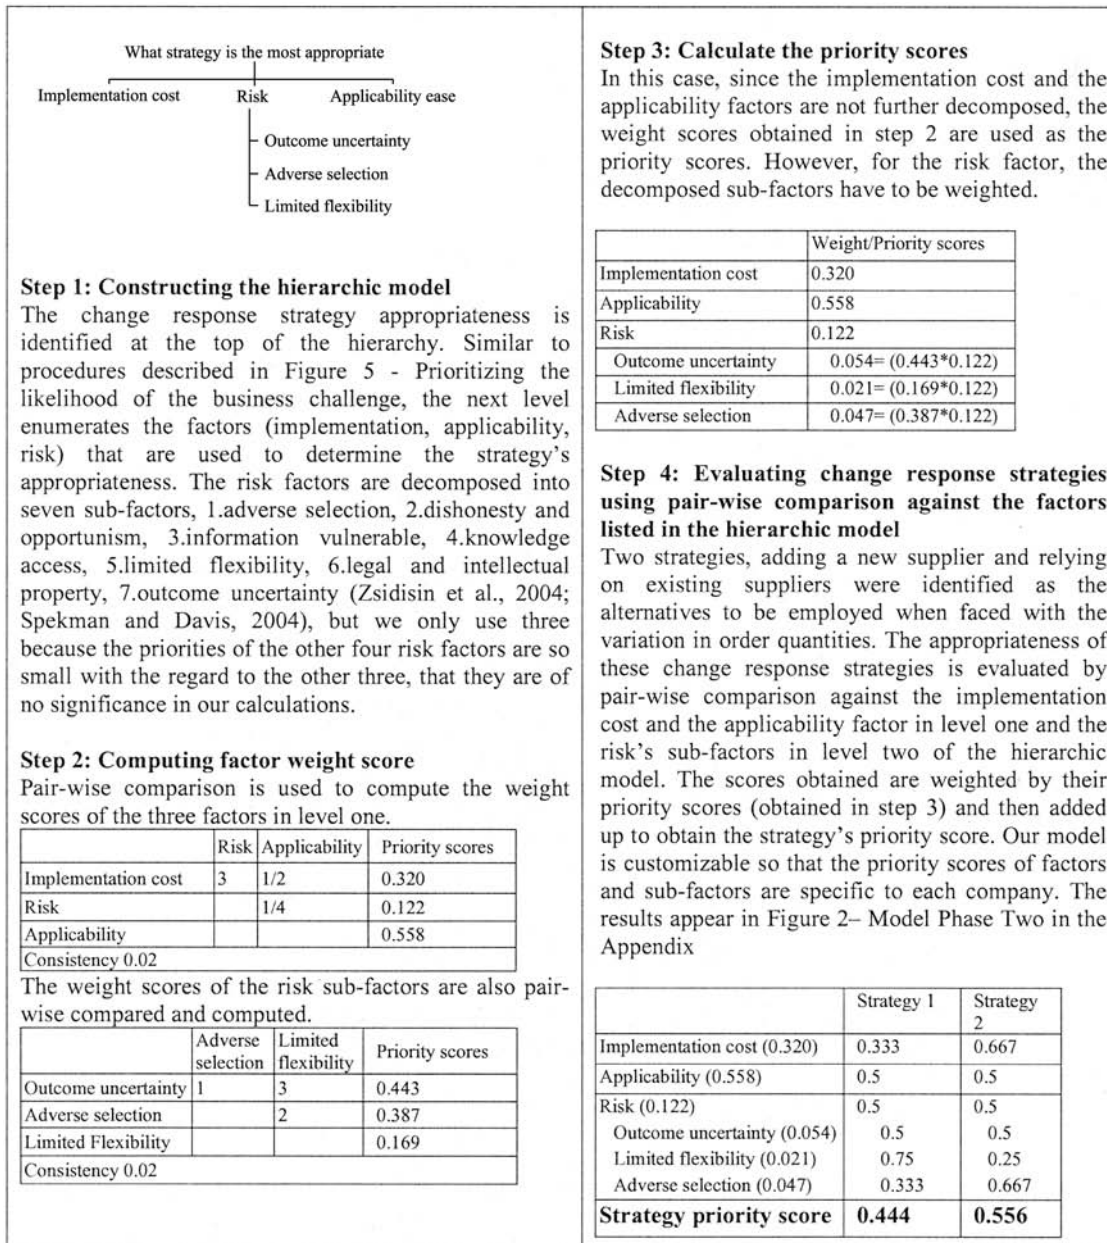 What strategy is the most appropriate
Implementation cost Risk Applicability ease
Outcome uncertainty
Adverse selection
Limited flexibility
Step 1: Constructing the hierarchic model
The change response strategy appropriateness is
identified at the top of the hierarchy. Similar to
procedures described in Figure 5 - Prioritizing the
likelihood of the business challenge, the next level
enumerates the factors (implementation, applicability,
risk) that are used to determine the strategy's
appropriateness. The risk factors are decomposed into
seven sub-factors, 1.adverse selection, 2.dishonesty and
opportunism, 3.information vulnerable, 4.knowledge
access, 5.limited flexibility, 6.legal and intellectual
property, 7.outcome uncertainty (Zsidisin et al., 2004;
Spekman and Davis, 2004), but we only use three
because the priorities of the other four risk factors are so
small with the regard to the other three, that they are of
no significance in our calculations.
Step 2: Computing factor weight score
Pair-wise comparison is used to compute the weight
scores of the three factors in level one.
Risk Applicability Priority scores
Implementation cost 3 1/2 0.320
Risk 1/4 0.122
Applicability 0.558
Consistency 0.02
The weight scores of the risk sub-factors are also pair-
wise compared and computed.
Adverse Limited
selection flexibility Priority scores
Outcome uncertainty 1 3 0.443
Adverse selection 2 0.387
Limited Flexibility 0.169
Consistency 0.02
Step 3: Calculate the priority scores
In this case, since the implementation cost and the
applicability factors are not further decomposed, the
weight scores obtained in step 2 are used as the
priority scores. However, for the risk factor, the
decomposed sub-factors have to be weighted.
Weight/Priority scores
Implementation cost 0.320
Applicability 0.558
Risk 0.122
Outcome uncertainty 0.054= (0.443*0.122)
Limited flexibility 0.021= (0.169*0.122)
Adverse selection 0.047= (0.387*0.122)
Step 4: Evaluating change response strategies
using pair-wise comparison against the factors
listed in the hierarchic model
Two strategies, adding a new supplier and relying
on existing suppliers were identified as the
alternatives to be employed when faced with the
variation in order quantities. The appropriateness of
these change response strategies is evaluated by
pair-wise comparison against the implementation
cost and the applicability factor in level one and the
risk's sub-factors in level two of the hierarchic
model. The scores obtained are weighted by their
priority scores (obtained in step 3) and then added
up to obtain the strategy's priority score. Our model
is customizable so that the priority scores of factors
and sub-factors are specific to each company. The
results appear in Figure 2– Model Phase Two in the
Appendix
Strategy 1 Strategy
2
Implementation cost (0.320) 0.333 0.667
Applicability (0.558) 0.5 0.5
Risk (0.122) 0.5 0.5
Outcome uncertainty (0.054) 0.5 0.5
Limited flexibility (0.021) 0.75 0.25
Adverse selection (0.047) 0.333 0.667
Strategy priority score 0.444 0.556